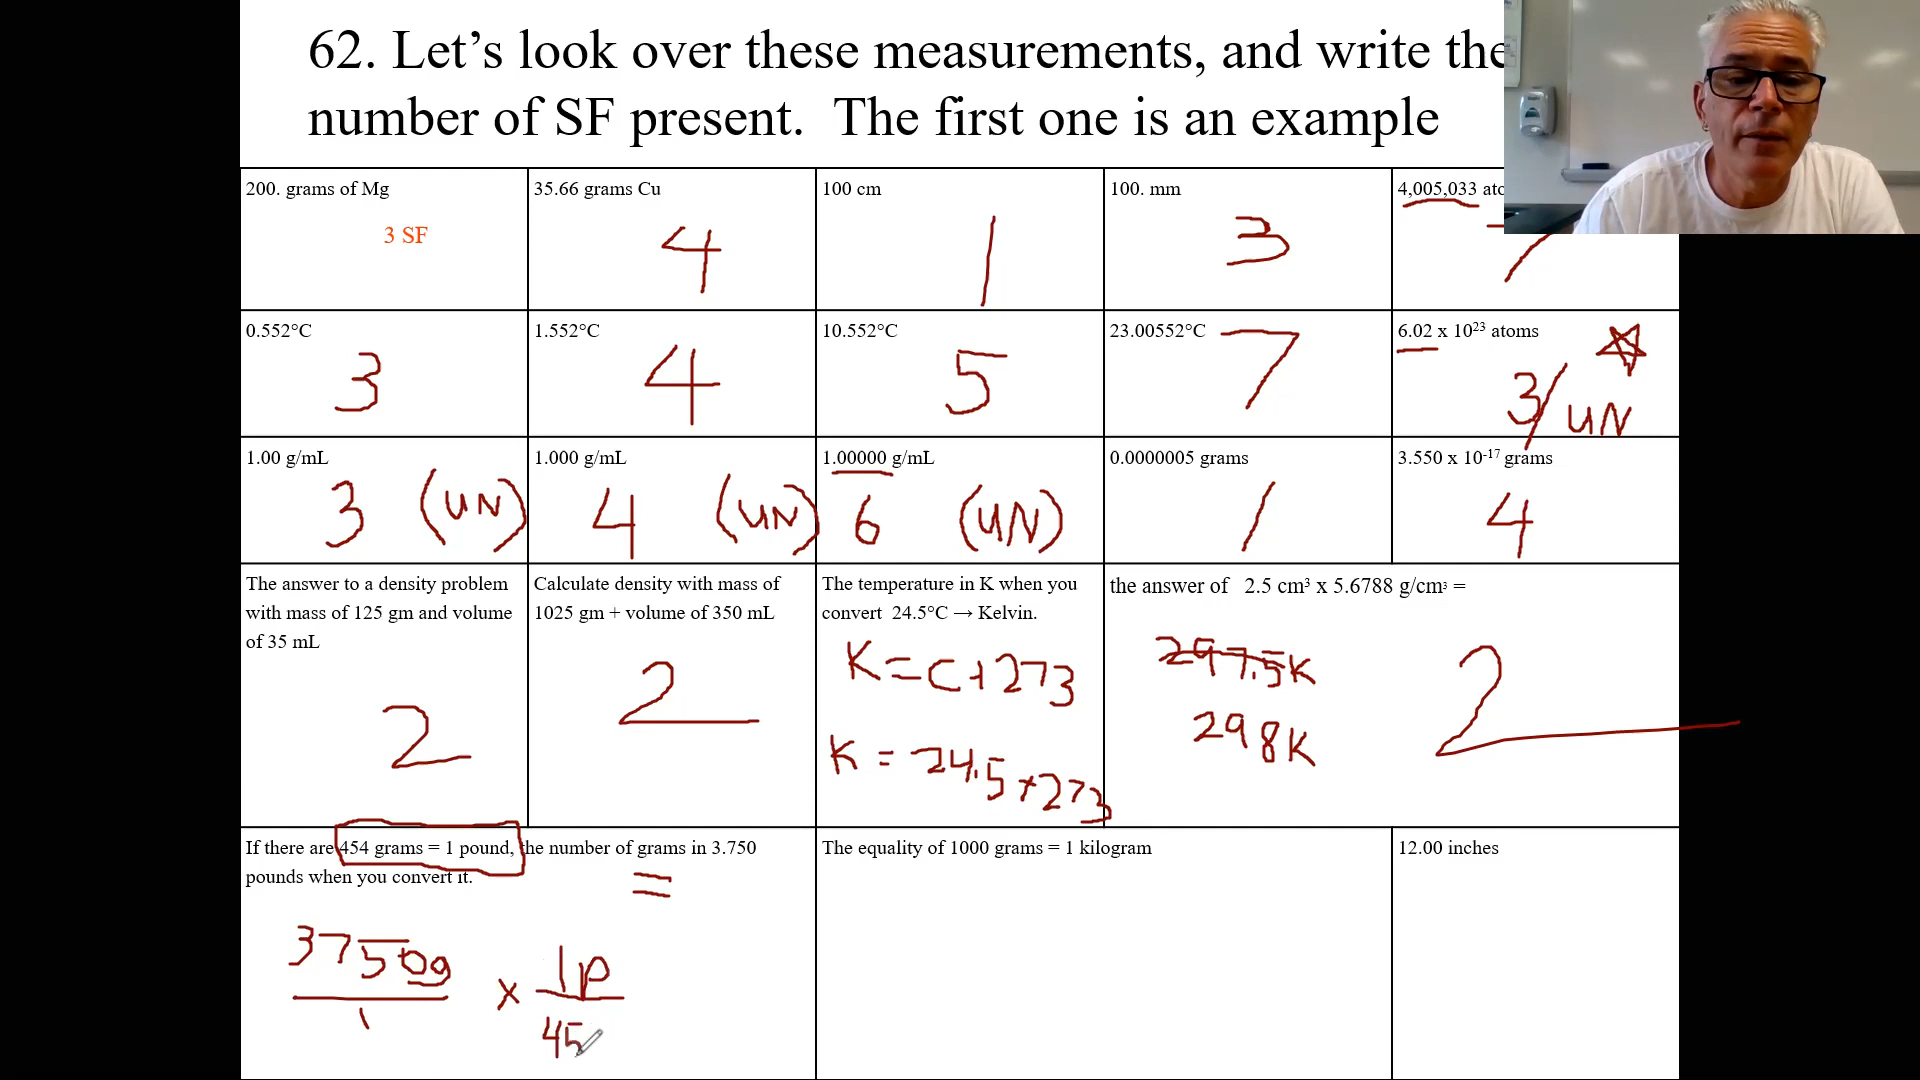 62. Let's look over these measurements, and write the
number of SF present.  The first one is an example
200. grams of Mg
3 SF
35.66 grams Cu
4
100 cm
1
100. mm
3
4,005,033
7
0.552°C
3
1.552°C
4
10.552°C
5
23.00552°C
7
6.02 x 10²³ atoms
3/UN
1.00 g/mL
3 (UN)
1.000 g/mL
4 (UN)
1.00000 g/mL
6 (UN)
0.0000005 grams
1
3.550 x 10⁻¹⁷ grams
4
The answer to a density problem
with mass of 125 gm and volume
of 35 mL
2
Calculate density with mass of
1025 gm + volume of 350 mL
2
The temperature in K when you
convert 24.5°C → Kelvin.
K = C + 273
K = 24.5 + 273
297.5K
298K
the answer of 2.5 cm³ x 5.6788 g/cm³ =
2
If there are 454 grams = 1 pound, the number of grams in 3.750
pounds when you convert it.
=
3750g
1
x
1p
45
The equality of 1000 grams = 1 kilogram
12.00 inches